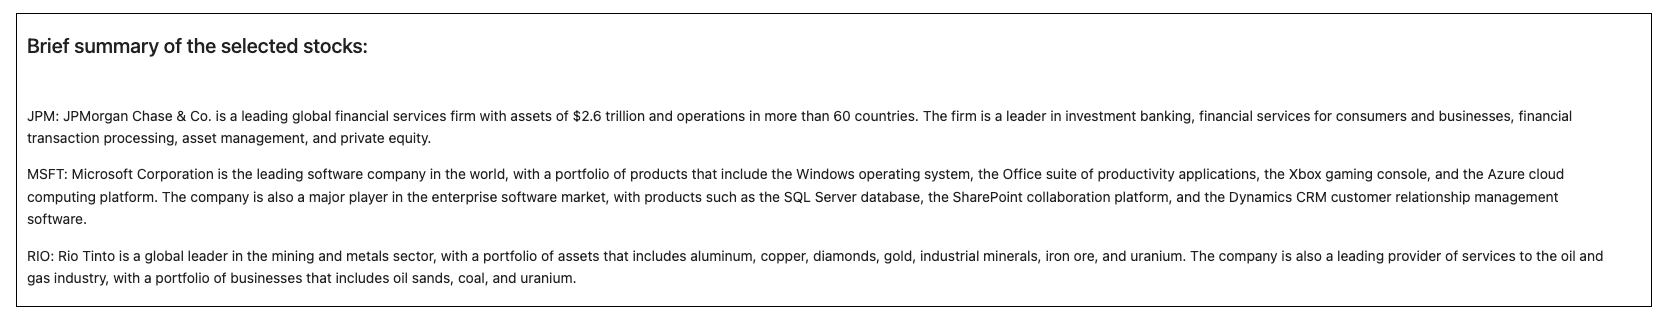 Brief summary of the selected stocks:
JPM: JPMorgan Chase & Co. is a leading global financial services firm with assets of $2.6 trillion and operations in more than 60 countries. The firm is a leader in investment banking, financial services for consumers and businesses, financial
transaction processing, asset management, and private equity.
MSFT: Microsoft Corporation is the leading software company in the world, with a portfolio of products that include the Windows operating system, the Office suite of productivity applications, the Xbox gaming console, and the Azure cloud
computing platform. The company is also a major player in the enterprise software market, with products such as the SQL Server database, the SharePoint collaboration platform, and the Dynamics CRM customer relationship management
software.
RIO: Rio Tinto is a global leader in the mining and metals sector, with a portfolio of assets that includes aluminum, copper, diamonds, gold, industrial minerals, iron ore, and uranium. The company is also a leading provider of services to the oil and
gas industry, with a portfolio of businesses that includes oil sands, coal, and uranium.